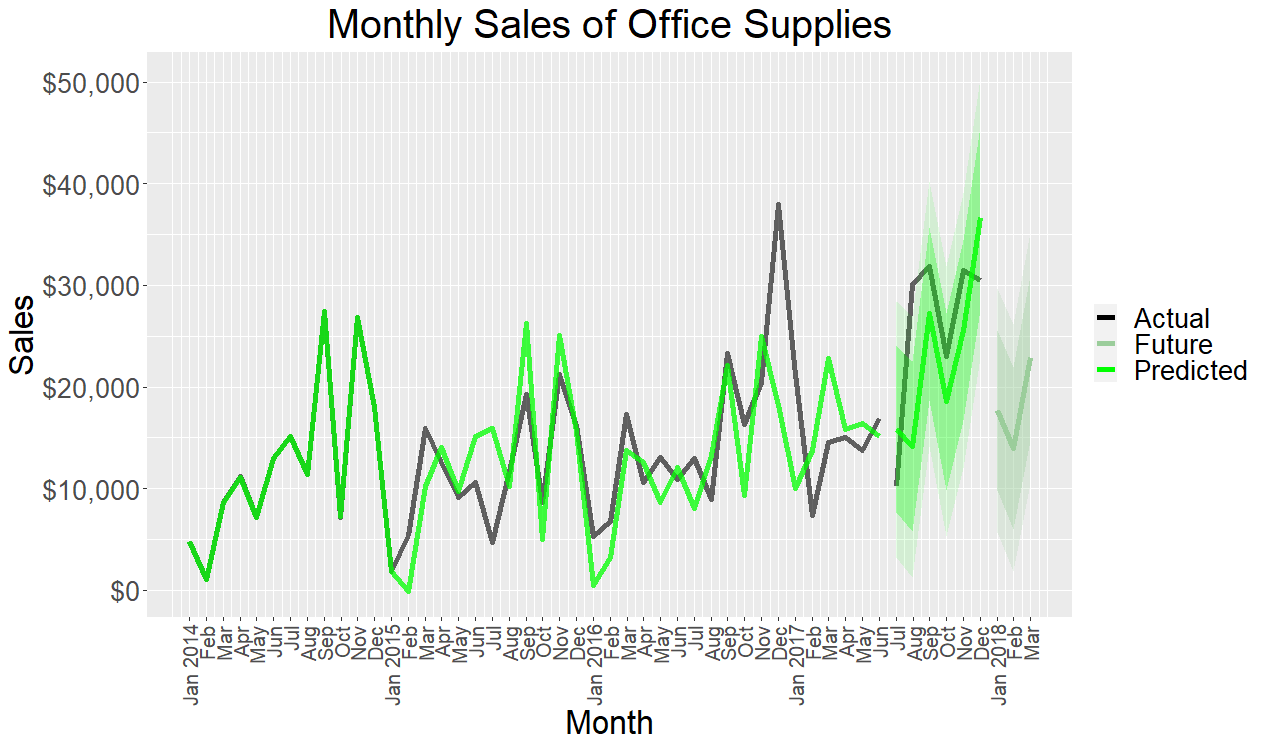 Monthly Sales of Office Supplies
Sales
$50,000
$40,000
$30,000
$20,000
$10,000
$0
Jan 2014
Feb
Mar
Apr
May
Jun
Jul
Aug
Sep
Oct
Nov
Dec
Jan 2015
Feb
Mar
Apr
May
Jun
Jul
Aug
Sep
Oct
Nov
Dec
Jan 2016
Feb
Mar
Apr
May
Jun
Jul
Aug
Sep
Oct
Nov
Dec
Jan 2017
Feb
Mar
Apr
May
Jun
Jul
Aug
Sep
Oct
Nov
Dec
Jan 2018
Feb
Mar
Month
Actual
Future
Predicted